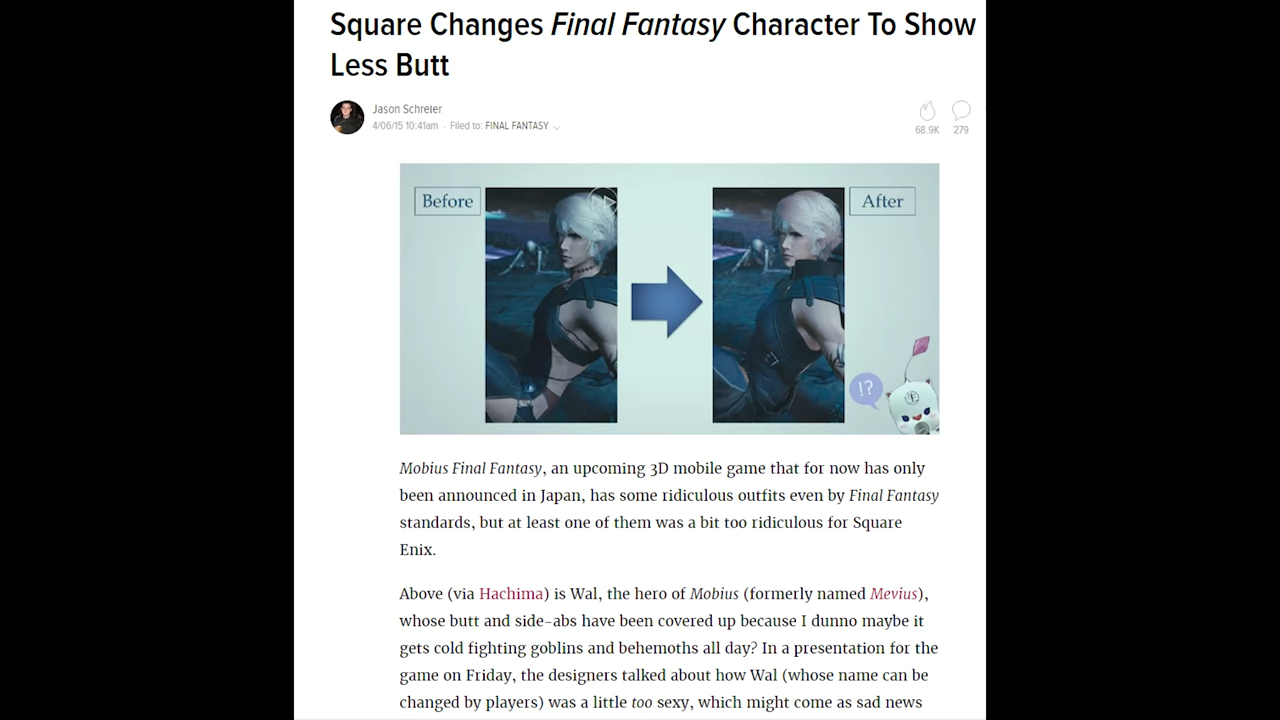 Square Changes Final Fantasy Character To Show
Less Butt
Jason Schreier
4/06/15 10:41am · Filed to: FINAL FANTASY
68.9K 279
Before
After
!?
Mobius Final Fantasy, an upcoming 3D mobile game that for now has only
been announced in Japan, has some ridiculous outfits even by Final Fantasy
standards, but at least one of them was a bit too ridiculous for Square
Enix.
Above (via Hachima) is Wal, the hero of Mobius (formerly named Mevius),
whose butt and side-abs have been covered up because I dunno maybe it
gets cold fighting goblins and behemoths all day? In a presentation for the
game on Friday, the designers talked about how Wal (whose name can be
changed by players) was a little too sexy, which might come as sad news